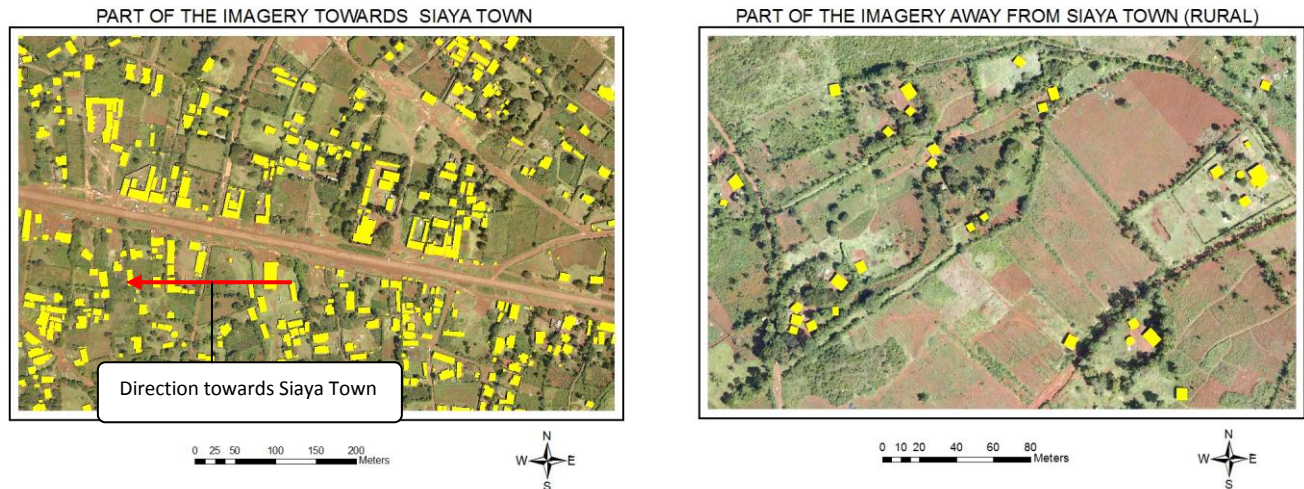 PART OF THE IMAGERY TOWARDS SIAYA TOWN
PART OF THE IMAGERY AWAY FROM SIAYA TOWN (RURAL)
Direction towards Siaya Town
0 25 50 100 150 200
Meters
N
W E
S
0 10 20 40 60 80
Meters
N
W E
S